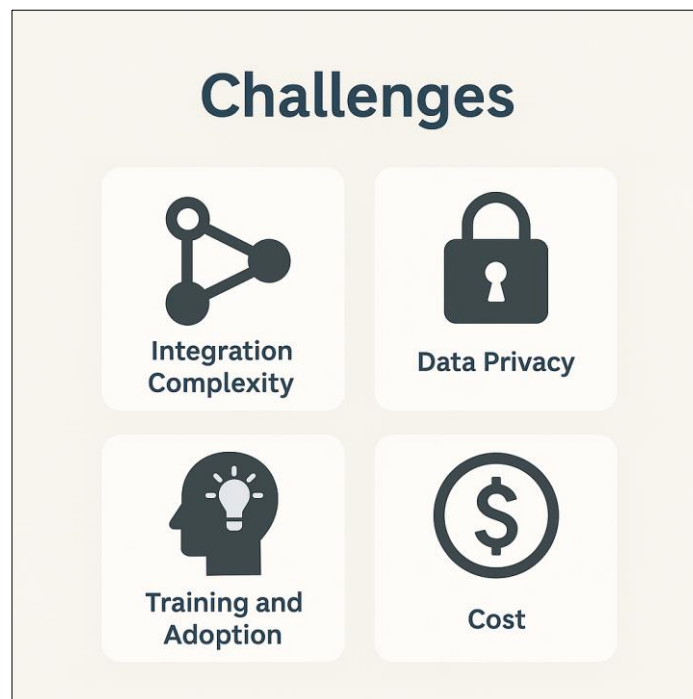 Challenges
Integration
Complexity
Data Privacy
Training and
Adoption
$
Cost